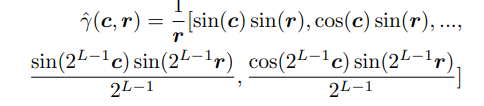 γ̂(c, r) = 1/r [sin(c) sin(r), cos(c) sin(r), ...,
sin(2^{L−1}c) sin(2^{L−1}r) / 2^{L−1}, cos(2^{L−1}c) sin(2^{L−1}r) / 2^{L−1}]